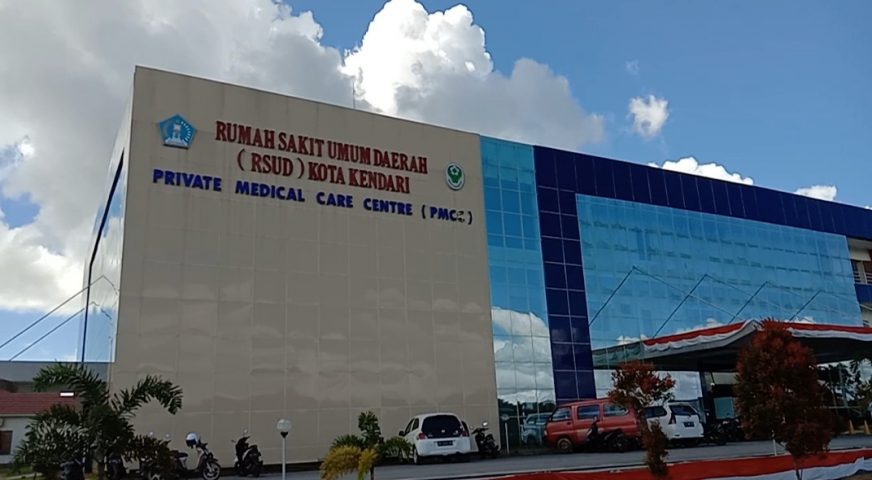 RUMAH SAKIT UMUM DAERAH
( RSUD ) KOTA KENDARI
PRIVATE MEDICAL CARE CENTRE ( PMCC )